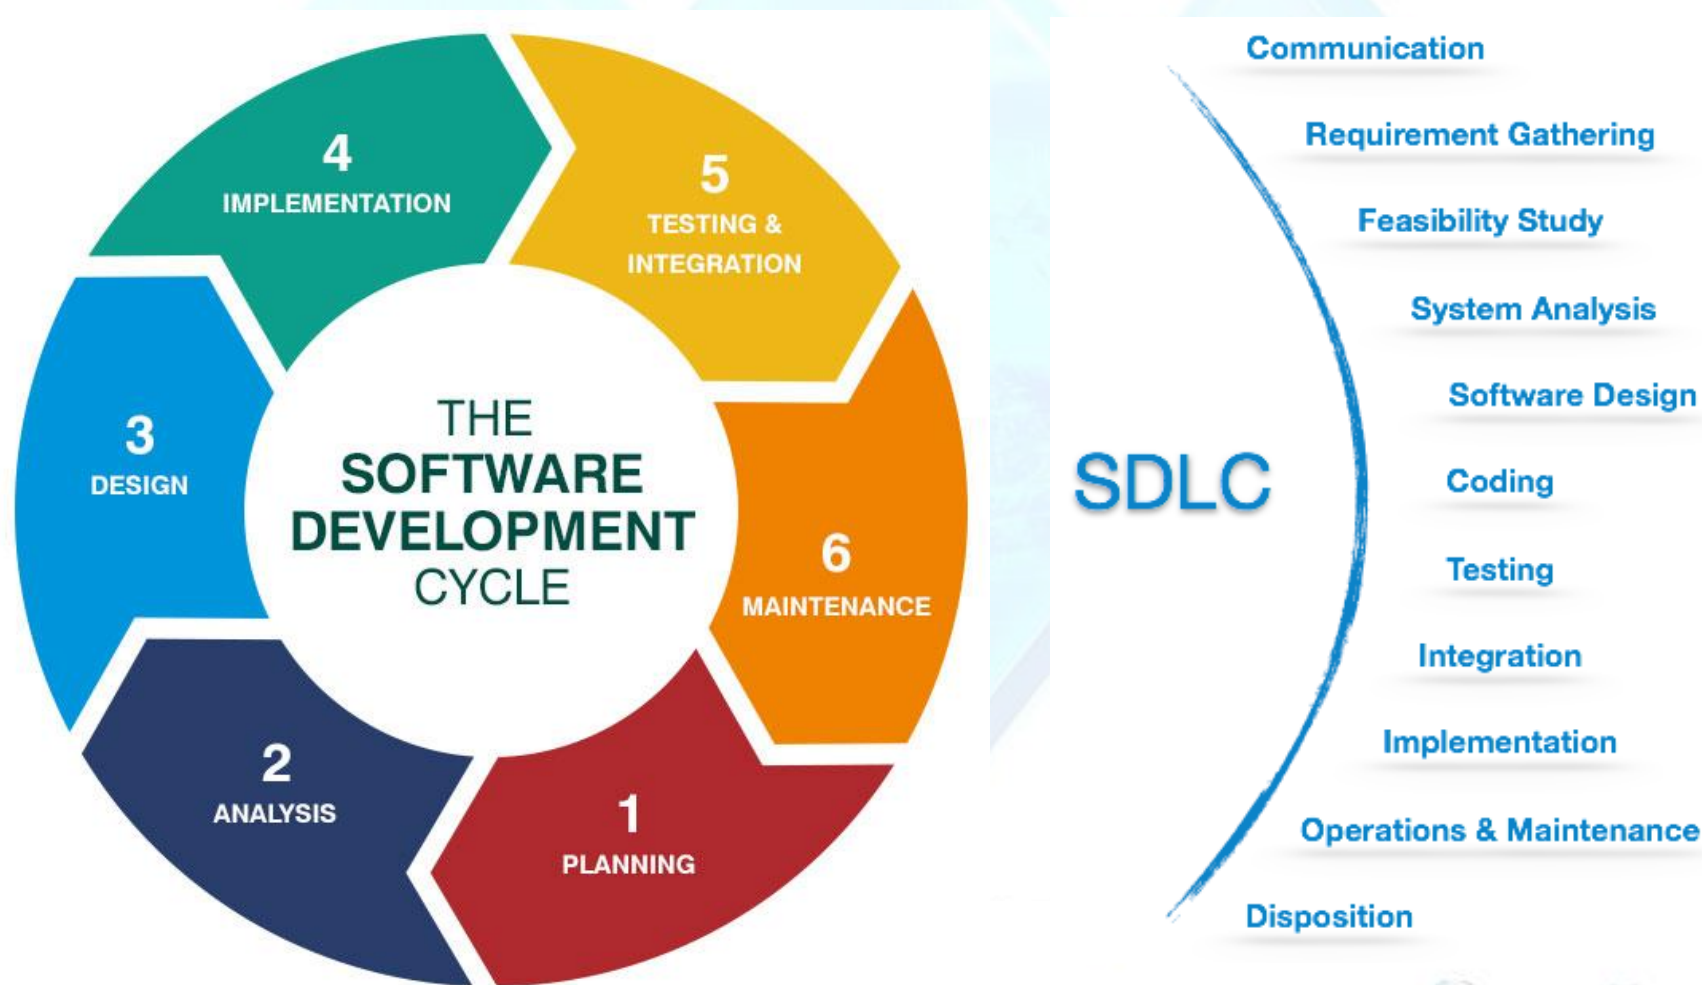 4
IMPLEMENTATION
5
TESTING &
INTEGRATION
3
DESIGN
THE
SOFTWARE
DEVELOPMENT
CYCLE
6
MAINTENANCE
2
ANALYSIS
1
PLANNING
SDLC
Communication
Requirement Gathering
Feasibility Study
System Analysis
Software Design
Coding
Testing
Integration
Implementation
Operations & Maintenance
Disposition